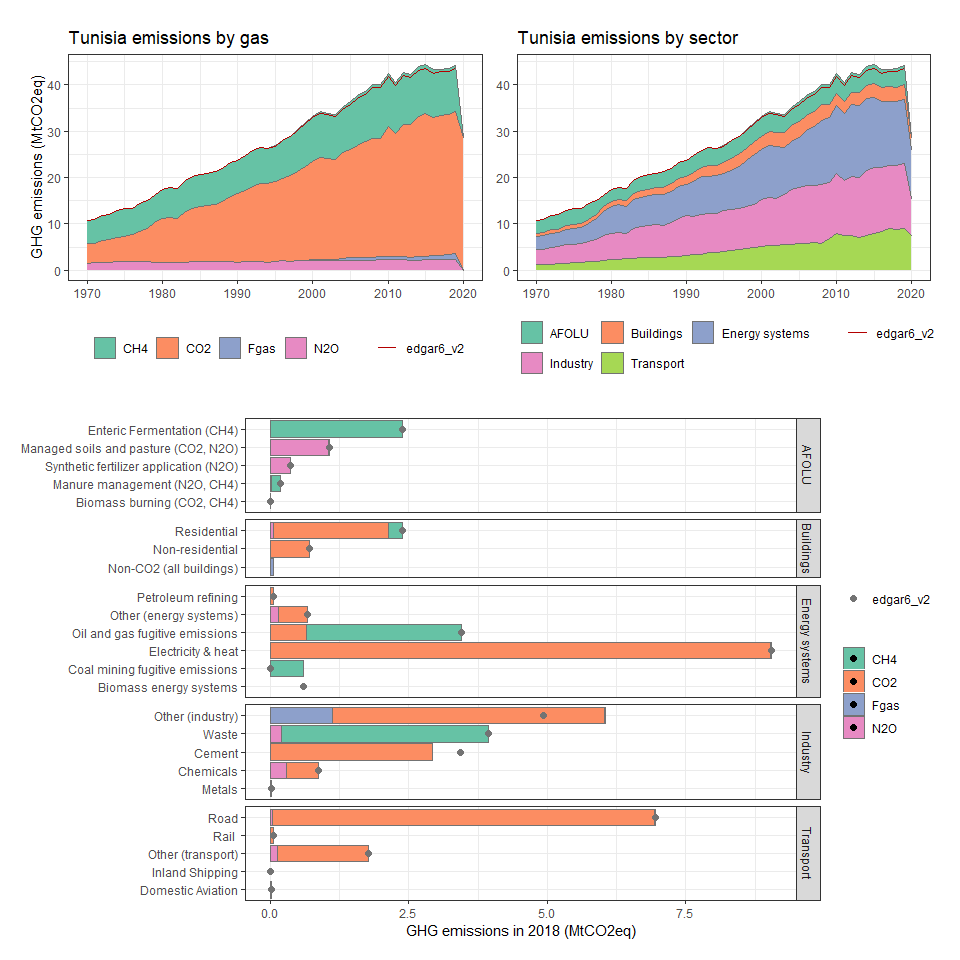 Tunisia emissions by gas
GHG emissions (MtCO2eq)
40
30
20
10
0
1970
1980
1990
2000
2010
2020
CH4
CO2
Fgas
N2O
edgar6_v2
Tunisia emissions by sector
40
30
20
10
0
1970
1980
1990
2000
2010
2020
AFOLU
Buildings
Energy systems
Industry
Transport
edgar6_v2
Enteric Fermentation (CH4)
Managed soils and pasture (CO2, N2O)
Synthetic fertilizer application (N2O)
Manure management (N2O, CH4)
Biomass burning (CO2, CH4)
AFOLU
Residential
Non-residential
Non-CO2 (all buildings)
Buildings
Petroleum refining
Other (energy systems)
Oil and gas fugitive emissions
Electricity & heat
Coal mining fugitive emissions
Biomass energy systems
Energy systems
Other (industry)
Waste
Cement
Chemicals
Metals
Industry
Road
Rail
Other (transport)
Inland Shipping
Domestic Aviation
Transport
0.0
2.5
5.0
7.5
GHG emissions in 2018 (MtCO2eq)
edgar6_v2
CH4
CO2
Fgas
N2O